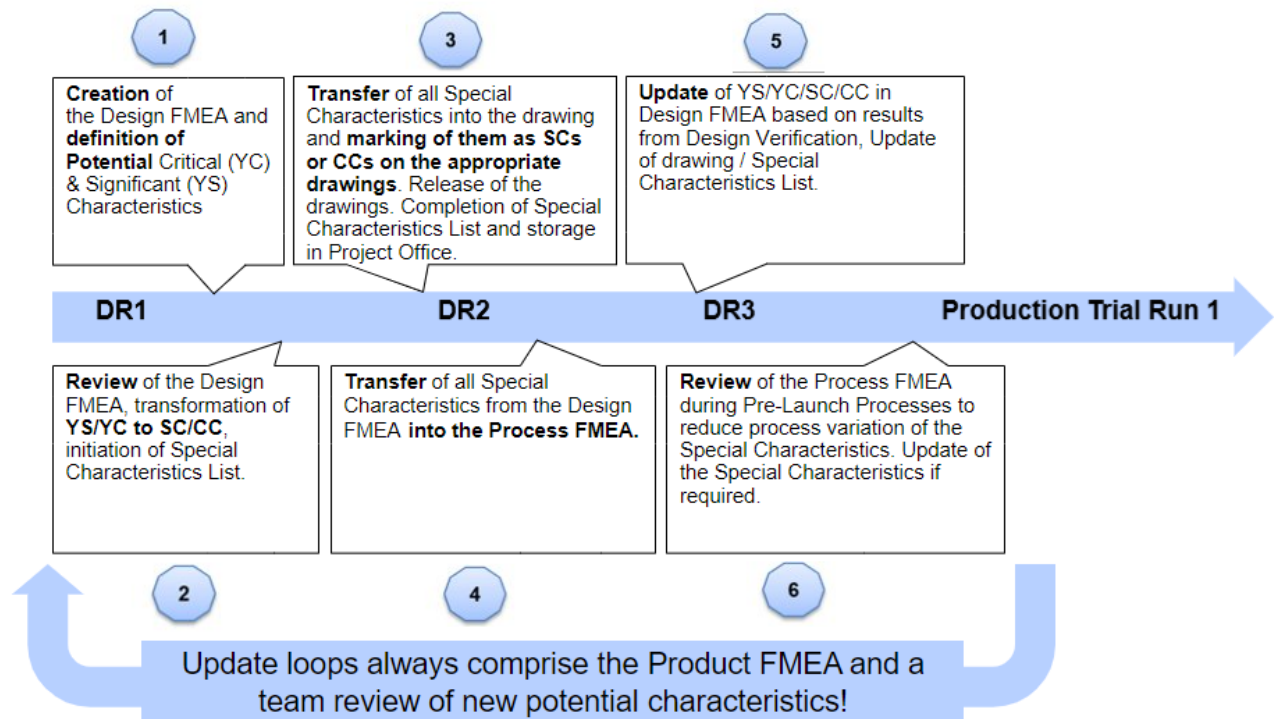 1
3
5
Creation of
the Design FMEA and
definition of
Potential Critical (YC)
& Significant (YS)
Characteristics
Transfer of all Special
Characteristics into the drawing
and marking of them as SCs
or CCs on the appropriate
drawings. Release of the
drawings. Completion of Special
Characteristics List and storage
in Project Office.
Update of YS/YC/SC/CC in
Design FMEA based on results
from Design Verification, Update
of drawing / Special
Characteristics List.
DR1 DR2 DR3 Production Trial Run 1
Review of the Design
FMEA, transformation of
YS/YC to SC/CC,
initiation of Special
Characteristics List.
Transfer of all Special
Characteristics from the Design
FMEA into the Process FMEA.
Review of the Process FMEA
during Pre-Launch Processes to
reduce process variation of the
Special Characteristics. Update of
the Special Characteristics if
required.
2
4
6
Update loops always comprise the Product FMEA and a
team review of new potential characteristics!